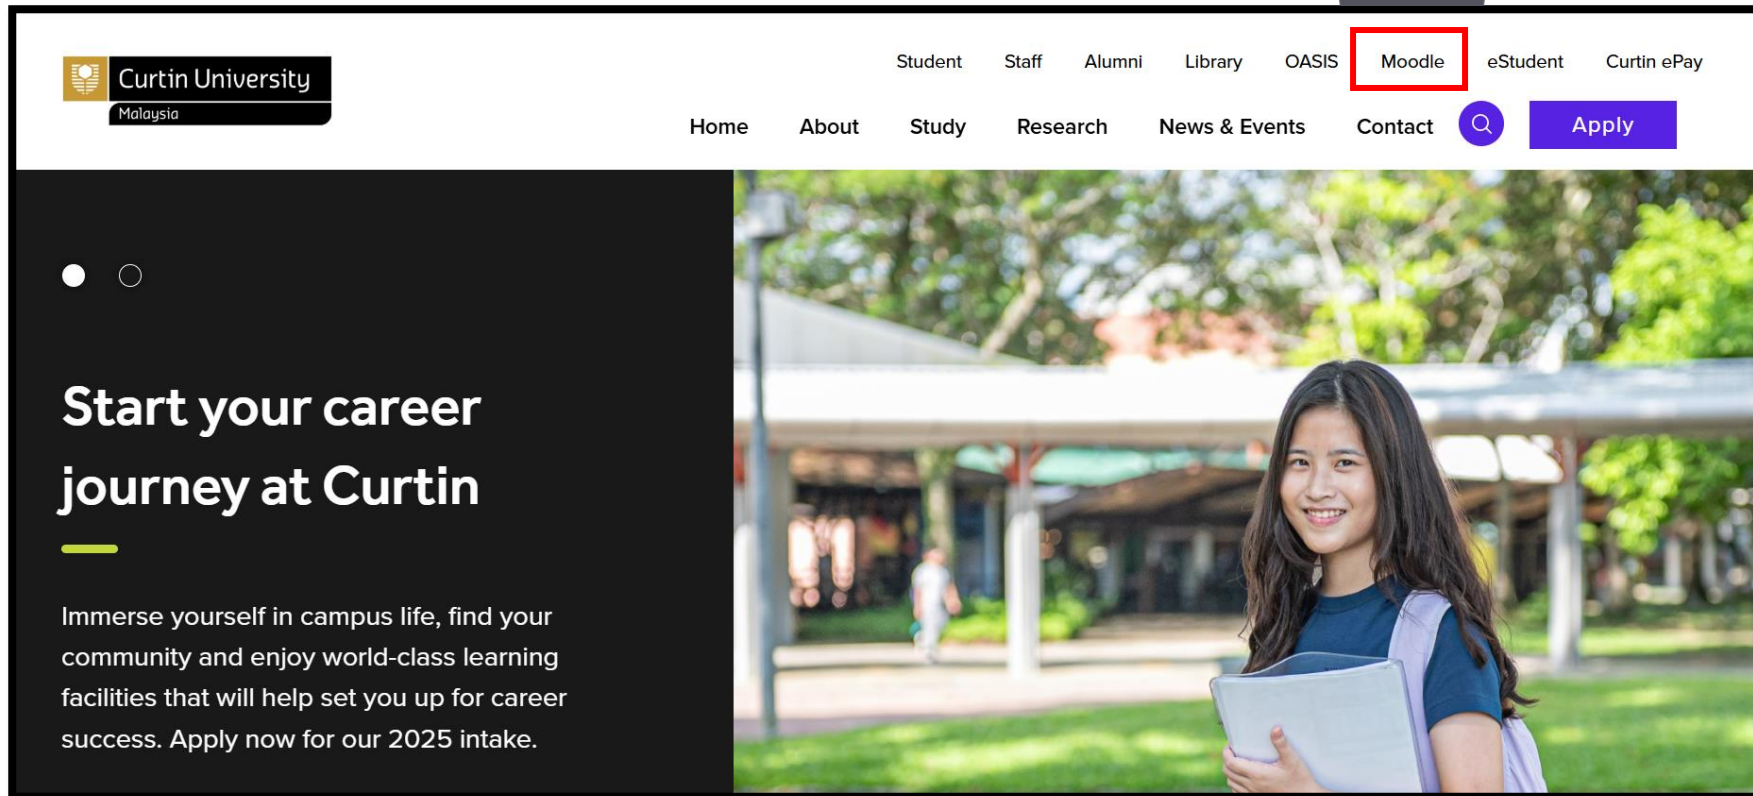 Curtin University
Malaysia
Student Staff Alumni Library OASIS Moodle eStudent Curtin ePay
Home About Study Research News & Events Contact Apply
Start your career
journey at Curtin
Immerse yourself in campus life, find your
community and enjoy world-class learning
facilities that will help set you up for career
success. Apply now for our 2025 intake.